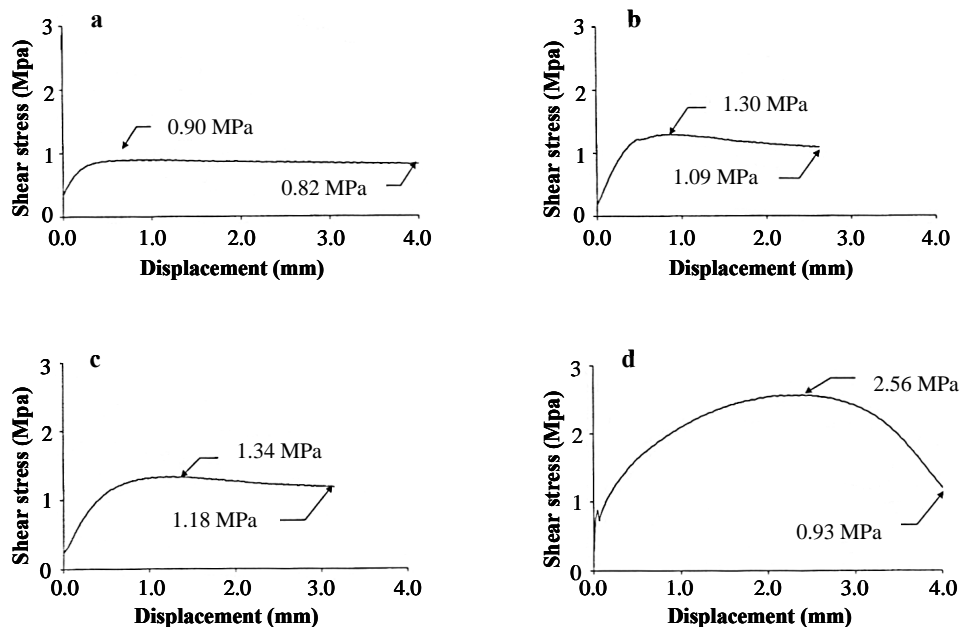 a
Shear stress (Mpa)
3
2
1
0
0.90 MPa
0.82 MPa
0.0 1.0 2.0 3.0 4.0
Displacement (mm)
b
Shear stress (Mpa)
3
2
1
0
1.30 MPa
1.09 MPa
0.0 1.0 2.0 3.0 4.0
Displacement (mm)
c
Shear stress (Mpa)
3
2
1
0
1.34 MPa
1.18 MPa
0.0 1.0 2.0 3.0 4.0
Displacement (mm)
d
Shear stress (Mpa)
3
2
1
0
2.56 MPa
0.93 MPa
0.0 1.0 2.0 3.0 4.0
Displacement (mm)